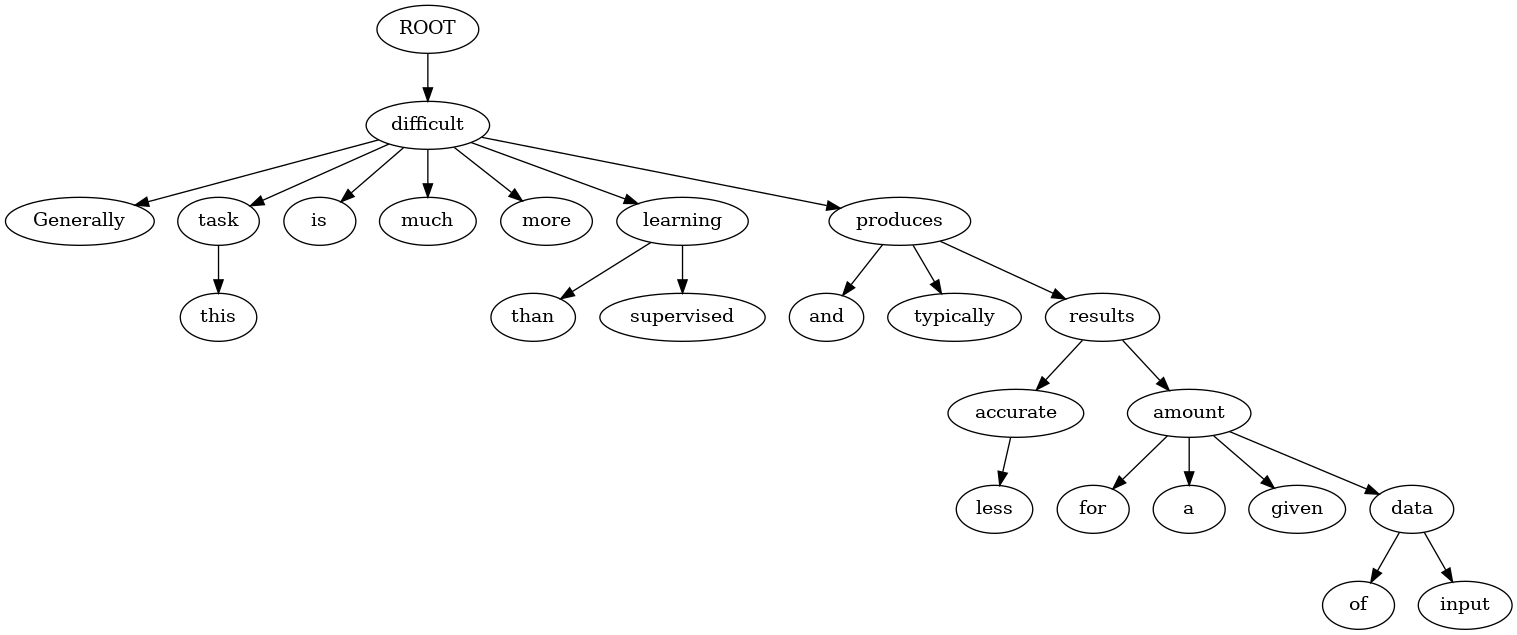 ROOT
difficult
Generally task is much more learning produces
this than supervised and typically results
accurate amount
less for a given data
of input